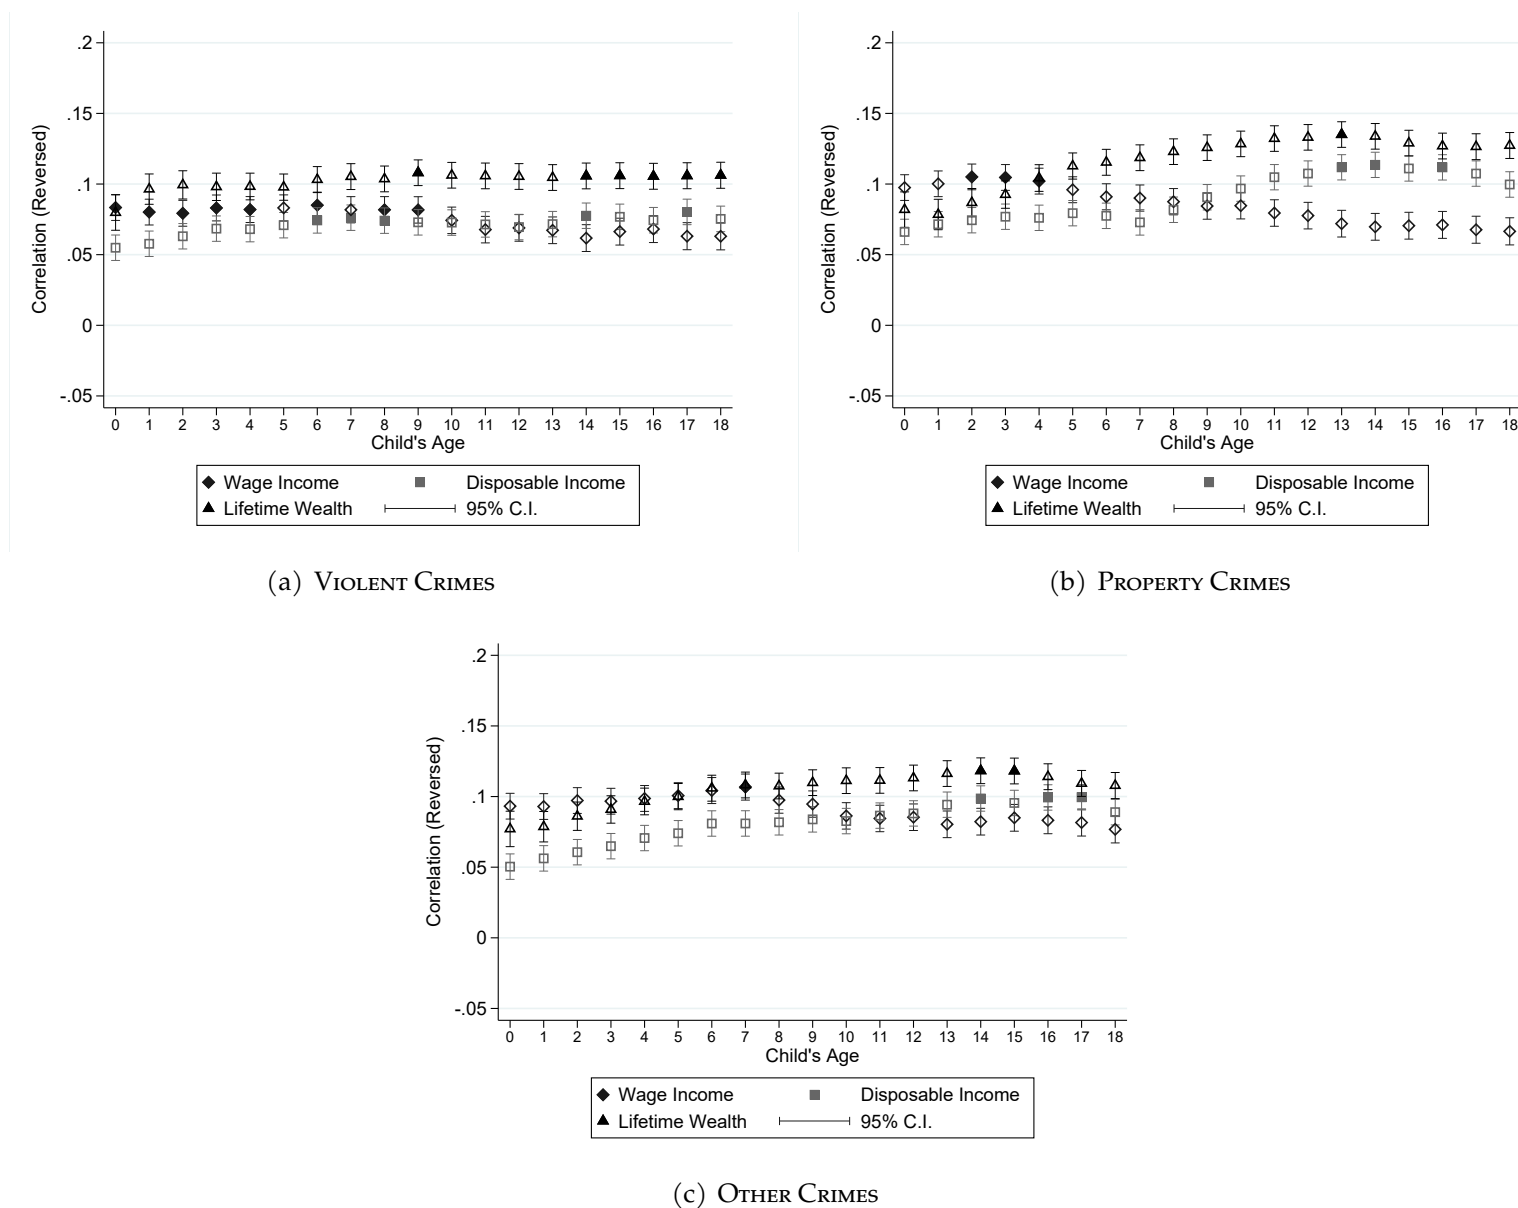 .2
.15
.1
.05
0
-.05
Correlation (Reversed)
0 1 2 3 4 5 6 7 8 9 10 11 12 13 14 15 16 17 18
Child's Age
Wage Income Disposable Income
Lifetime Wealth 95% C.I.
(a) Violent Crimes
.2
.15
.1
.05
0
-.05
Correlation (Reversed)
0 1 2 3 4 5 6 7 8 9 10 11 12 13 14 15 16 17 18
Child's Age
Wage Income Disposable Income
Lifetime Wealth 95% C.I.
(b) Property Crimes
.2
.15
.1
.05
0
-.05
Correlation (Reversed)
0 1 2 3 4 5 6 7 8 9 10 11 12 13 14 15 16 17 18
Child's Age
Wage Income Disposable Income
Lifetime Wealth 95% C.I.
(c) Other Crimes